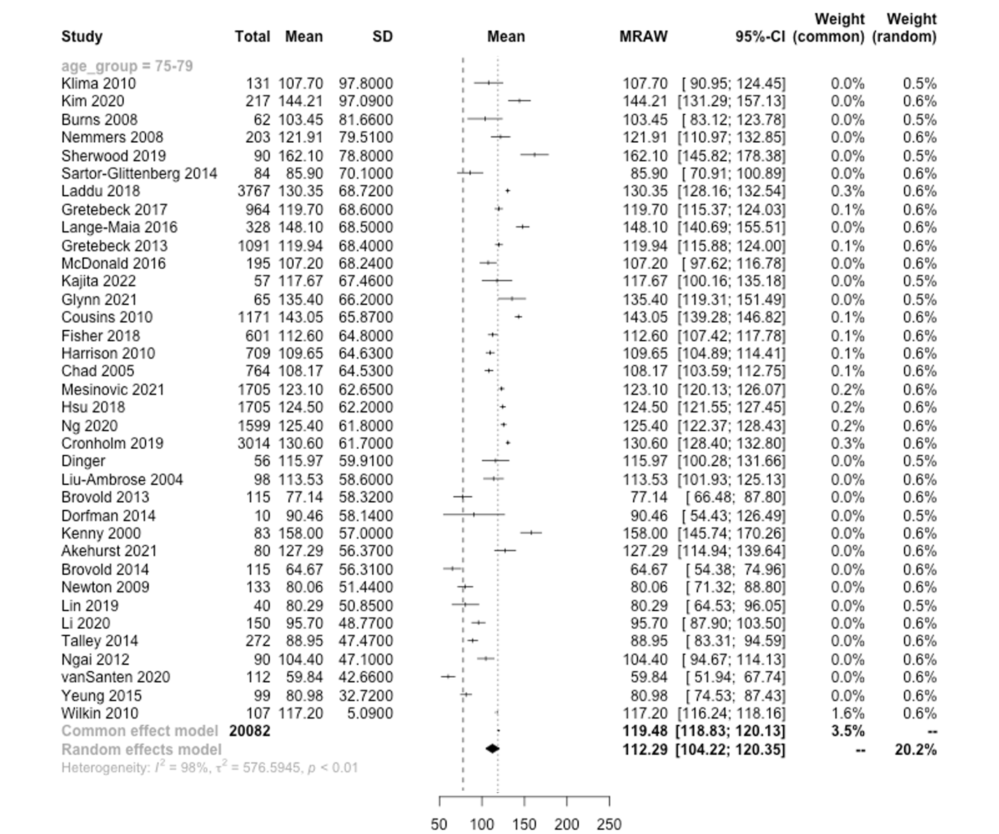 Weight Weight
Study Total Mean SD Mean MRAW 95%-CI (common) (random)
age_group = 75-79
Klima 2010 131 107.70 97.8000 107.70 [ 90.95; 124.45] 0.0% 0.5%
Kim 2020 217 144.21 97.0900 144.21 [131.29; 157.13] 0.0% 0.6%
Burns 2008 62 103.45 81.6600 103.45 [ 83.12; 123.78] 0.0% 0.5%
Nemmers 2008 203 121.91 79.5100 121.91 [110.97; 132.85] 0.0% 0.6%
Sherwood 2019 90 162.10 78.8000 162.10 [145.82; 178.38] 0.0% 0.5%
Sartor-Glittenberg 2014 84 85.90 70.1000 85.90 [ 70.91; 100.89] 0.0% 0.6%
Laddu 2018 3767 130.35 68.7200 130.35 [128.16; 132.54] 0.3% 0.6%
Gretebeck 2017 964 119.70 68.6000 119.70 [115.37; 124.03] 0.1% 0.6%
Lange-Maia 2016 328 148.10 68.5000 148.10 [140.69; 155.51] 0.0% 0.6%
Gretebeck 2013 1091 119.94 68.4000 119.94 [115.88; 124.00] 0.1% 0.6%
McDonald 2016 195 107.20 68.2400 107.20 [ 97.62; 116.78] 0.0% 0.6%
Kajita 2022 57 117.67 67.4600 117.67 [100.16; 135.18] 0.0% 0.5%
Glynn 2021 65 135.40 66.2000 135.40 [119.31; 151.49] 0.0% 0.5%
Cousins 2010 1171 143.05 65.8700 143.05 [139.28; 146.82] 0.1% 0.6%
Fisher 2018 601 112.60 64.8000 112.60 [107.42; 117.78] 0.1% 0.6%
Harrison 2010 709 109.65 64.6300 109.65 [104.89; 114.41] 0.1% 0.6%
Chad 2005 764 108.17 64.5300 108.17 [103.59; 112.75] 0.1% 0.6%
Mesinovic 2021 1705 123.10 62.6500 123.10 [120.13; 126.07] 0.2% 0.6%
Hsu 2018 1705 124.50 62.2000 124.50 [121.55; 127.45] 0.2% 0.6%
Ng 2020 1599 125.40 61.8000 125.40 [122.37; 128.43] 0.2% 0.6%
Cronholm 2019 3014 130.60 61.7000 130.60 [128.40; 132.80] 0.3% 0.6%
Dinger 56 115.97 59.9100 115.97 [100.28; 131.66] 0.0% 0.5%
Liu-Ambrose 2004 98 113.53 58.6000 113.53 [101.93; 125.13] 0.0% 0.6%
Brovold 2013 115 77.14 58.3200 77.14 [ 66.48; 87.80] 0.0% 0.6%
Dorfman 2014 10 90.46 58.1400 90.46 [ 54.43; 126.49] 0.0% 0.5%
Kenny 2000 83 158.00 57.0000 158.00 [145.74; 170.26] 0.0% 0.6%
Akehurst 2021 80 127.29 56.3700 127.29 [114.94; 139.64] 0.0% 0.6%
Brovold 2014 115 64.67 56.3100 64.67 [ 54.38; 74.96] 0.0% 0.6%
Newton 2009 133 80.06 51.4400 80.06 [ 71.32; 88.80] 0.0% 0.6%
Lin 2019 40 80.29 50.8500 80.29 [ 64.53; 96.05] 0.0% 0.5%
Li 2020 150 95.70 48.7700 95.70 [ 87.90; 103.50] 0.0% 0.6%
Talley 2014 272 88.95 47.4700 88.95 [ 83.31; 94.59] 0.0% 0.6%
Ngai 2012 90 104.40 47.1000 104.40 [ 94.67; 114.13] 0.0% 0.6%
vanSanten 2020 112 59.84 42.6600 59.84 [ 51.94; 67.74] 0.0% 0.6%
Yeung 2015 99 80.98 32.7200 80.98 [ 74.53; 87.43] 0.0% 0.6%
Wilkin 2010 107 117.20 5.0900 117.20 [116.24; 118.16] 1.6% 0.6%
Common effect model 20082 119.48 [118.83; 120.13] 3.5% --
Random effects model 112.29 [104.22; 120.35] -- 20.2%
Heterogeneity: I² = 98%, τ² = 576.5945, p < 0.01
50 100 150 200 250